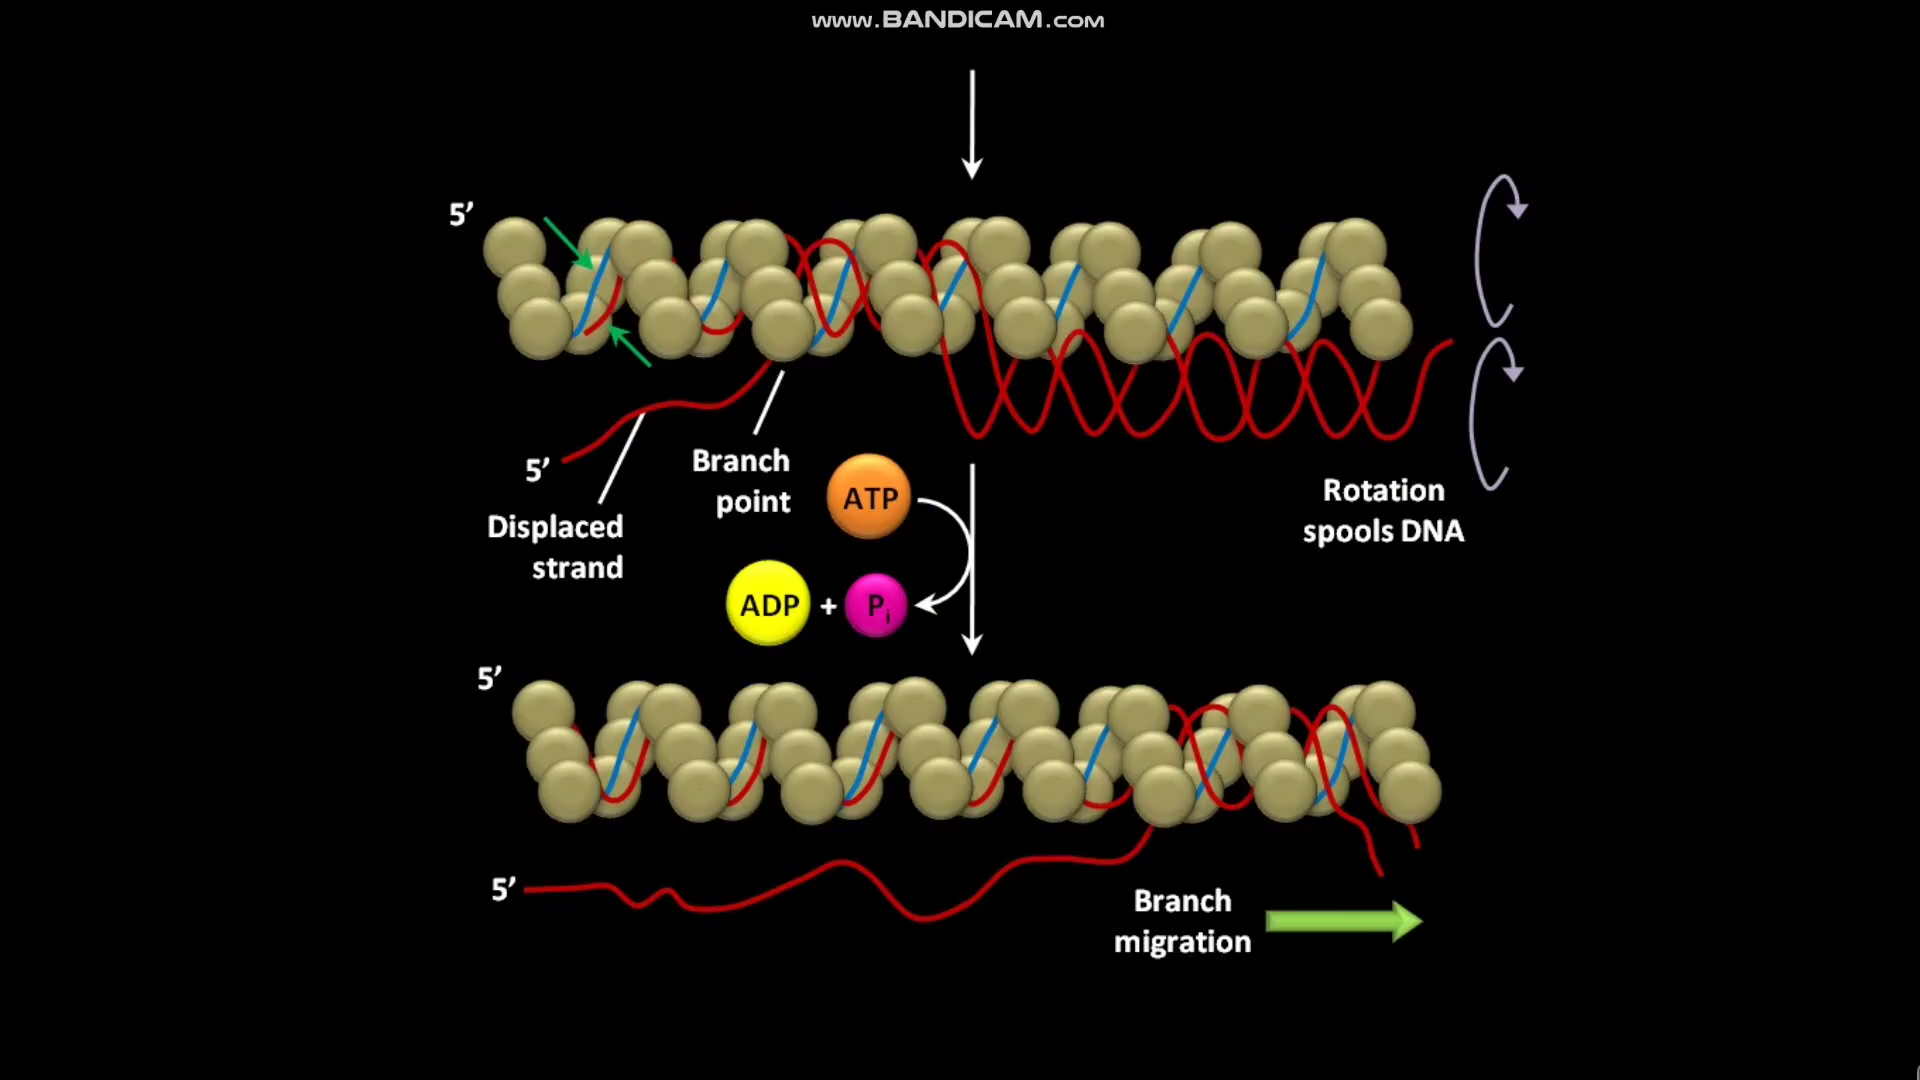 www.BANDICAM.com
5’
5’
Branch
point
Displaced
strand
ATP
ADP + Pi
Rotation
spools DNA
5’
5’
Branch
migration